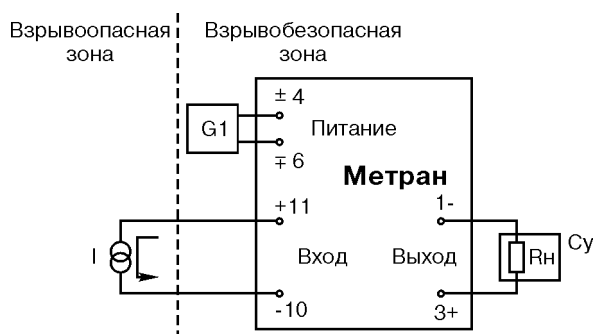 Взрывоопасная
зона
Взрывобезопасная
зона
± 4
G1
Питание
∓ 6
Метран
+11
1-
I
Вход
Выход
Rн
Су
-10
3+